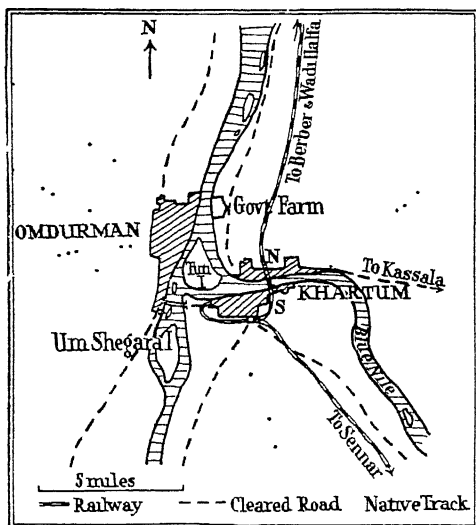 N
To Berber & Wadi Halfa
OMDURMAN
Govt. Farm
Tuti
N
To Kassala
KHARTUM
S
Um Shegara I
Blue Nile
To Sennar
5 miles
Railway
Cleared Road
Native Track